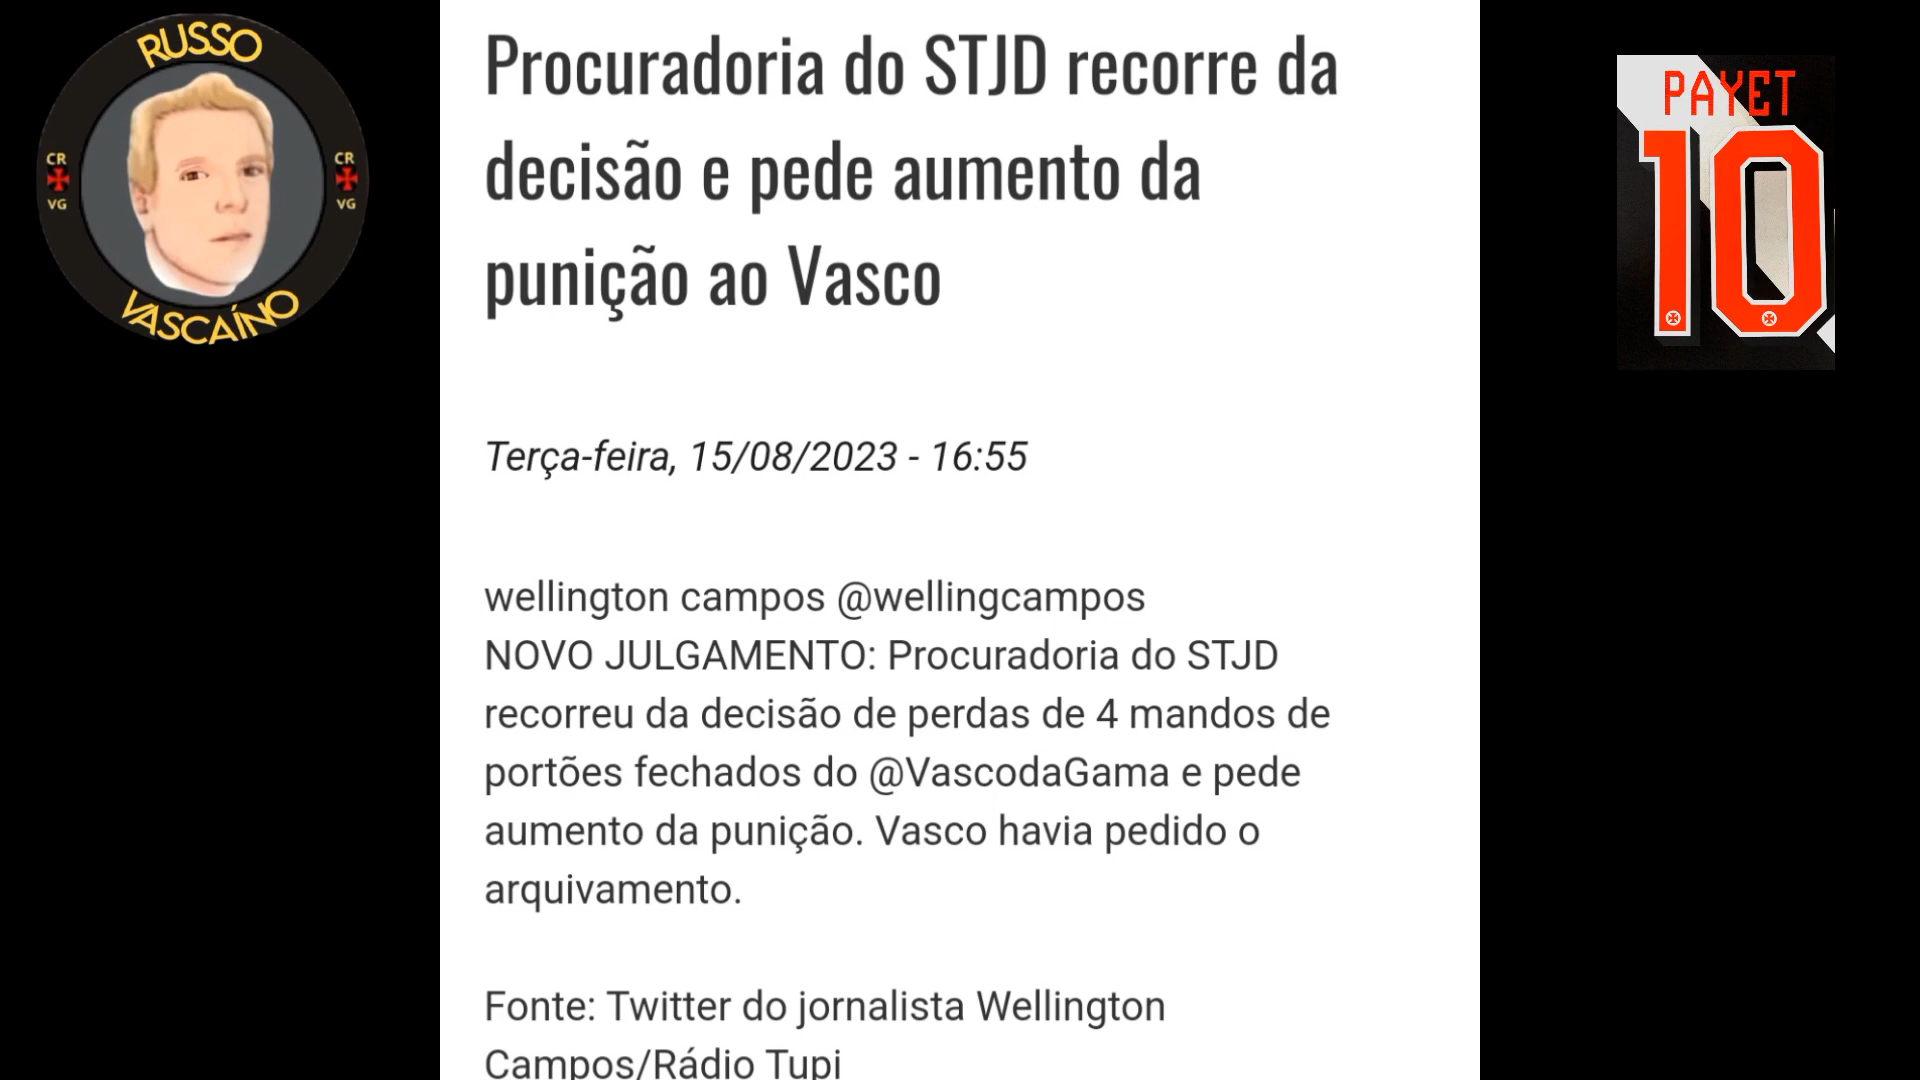 RUSSO
CR
VG
CR
VG
VASCAÍNO
Procuradoria do STJD recorre da
decisão e pede aumento da
punição ao Vasco
Terça-feira, 15/08/2023 - 16:55
wellington campos @wellingcampos
NOVO JULGAMENTO: Procuradoria do STJD
recorreu da decisão de perdas de 4 mandos de
portões fechados do @VascodaGama e pede
aumento da punição. Vasco havia pedido o
arquivamento.
Fonte: Twitter do jornalista Wellington
Campos/Rádio Tupi
PAYET
10